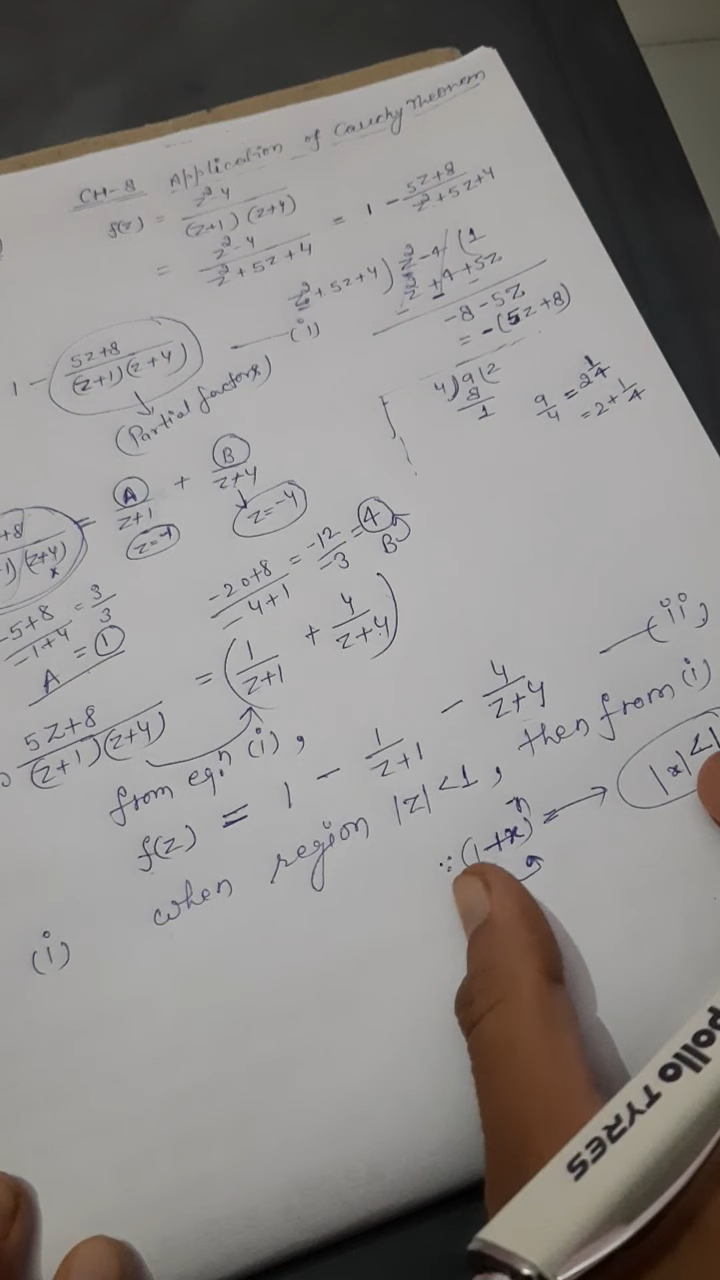 CH-8 Application of Cauchy Theorem
f(z) = z²-4 / (z+1)(z+4) = 1 - 5z+8 / z²+5z+4
= z²-4 / z²+5z+4
z²+5z+4) z²-4 (1
z²+4+5z
-8-5z
= -(5z+8)
1 - 5z+8 / (z+1)(z+4) —(i)
(Partial factors)
4)9(2
8
1
9/4 = 2 1/4
= 2+1/4
+8 / (z+4) = A / z+1 + B / z+4
z=-1
z=-4
-5+8 / -1+4 = 3/3
A = 1
-20+8 / -4+1 = -12 / -3 = 4
B
5z+8 / (z+1)(z+4) = (1 / z+1 + 4 / z+4)
from eqn (i),
f(z) = 1 - 1 / z+1 - 4 / z+4 —(ii)
(i) when region |z|<1, then from (i)
∵ (1+x)ⁿ = → |x|<1
pollo TYRES